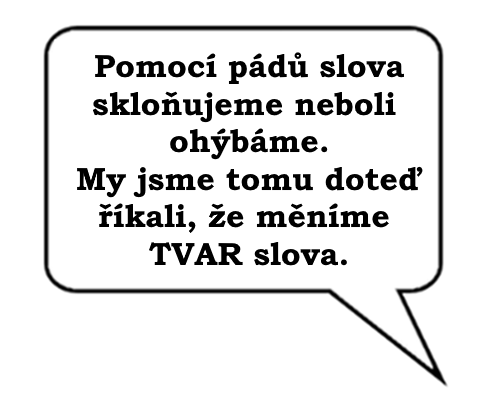 Pomocí pádů slova
skloňujeme neboli
ohýbáme.
My jsme tomu doteď
říkali, že měníme
TVAR slova.